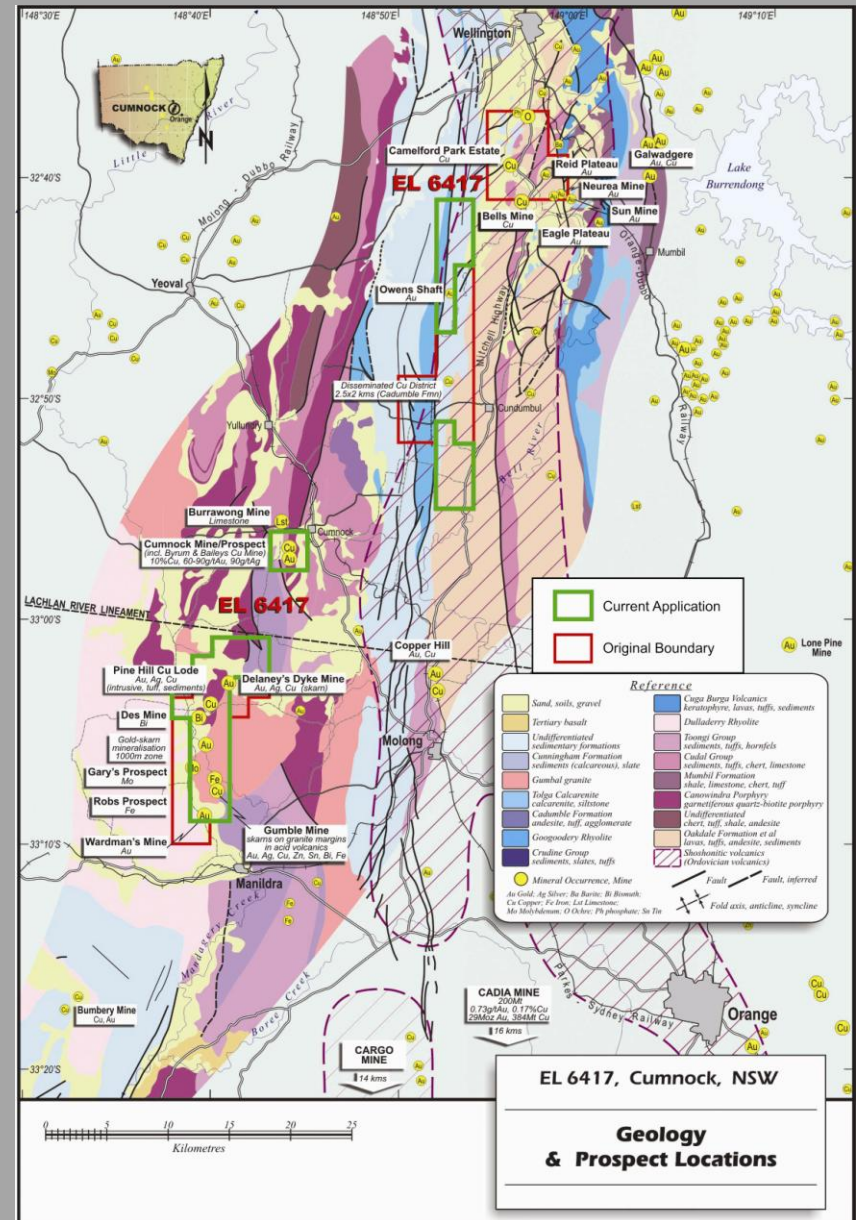 148°30'E
148°40'E
148°50'E
149°00'E
149°10'E
Wellington
CUMNOCK
Orange
N
Little River
Molong - Dubbo Railway
32°40'S
Camelford Park Estate
Cu
EL 6417
Reid Plateau
Au
Galwadgere
Au, Cu
Lake
Burrendong
Neurea Mine
Au
Bells Mine
Cu
Sun Mine
Au
Eagle Plateau
Au
Orange-Dubbo
Railway
Mumbil
Yeoval
Owens Shaft
Au
Mitchell Highway
32°50'S
Disseminated Cu District
2.5x2 kms (Cadumble Fmn)
Cundumbul
Yullundry
Bell River
Burrawong Mine
Limestone
Lst
Cumnock
Cumnock Mine/Prospect
(incl. Byrum & Baileys Cu Mine)
10%Cu, 60-90g/tAu, 90g/tAg
Cu
Au
LACHLAN RIVER LINEAMENT
EL 6417
33°00'S
Current Application
Original Boundary
Copper Hill
Au, Cu
Au
Lone Pine
Mine
Pine Hill Cu Lode
Au, Ag, Cu
(intrusive, tuff, sediments)
Delaney's Dyke Mine
Au, Ag, Cu (skarn)
Des Mine
Bi
Gold-skarn
mineralisation
1000m zone
Gary's Prospect
Mo
Robs Prospect
Fe
Wardman's Mine
Au
Molong
Gumble Mine
skarns on granite margins
in acid volcanics
Au, Ag, Cu, Zn, Sn, Bi, Fe
33°10'S
Manildra
Mandagery Creek
Boree Creek
Reference
Sand, soils, gravel
Tertiary basalt
Undifferentiated
sedimentary formations
Cunningham Formation
sediments (calcareous), slate
Gumbal granite
Tolga Calcarenite
calcarenite, siltstone
Cadumble Formation
andesite, tuff, agglomerate
Googoodery Rhyolite
Crudine Group
sediments, slates, tuffs
Cuga Burga Volcanics
keratophyre, lavas, tuffs, sediments
Dulladerry Rhyolite
Toongi Group
sediments, tuffs, hornfels
Cudal Group
sediments, tuffs, chert, limestone
Mumbil Formation
shale, limestone, chert, tuff
Canowindra Porphyry
garnetiferous quartz-biotite porphyry
Undifferentiated
chert, tuff, shale, andesite
Oakdale Formation et al
lavas, tuffs, andesite, sediments
Shoshonitic volcanics
(Ordovician volcanics)
Mineral Occurrence, Mine
Au Gold; Ag Silver; Ba Barite; Bi Bismuth;
Cu Copper; Fe Iron; Lst Limestone;
Mo Molybdenum; O Ochre; Ph phosphate; Sn Tin
Fault
Fault, inferred
Fold axis, anticline, syncline
Bumbery Mine
Cu, Au
CADIA MINE
200Mt
0.73g/tAu, 0.17%Cu
29Moz Au, 384Mt Cu
16 kms
Parkes - Sydney Railway
Orange
CARGO
MINE
14 kms
33°20'S
EL 6417, Cumnock, NSW
Geology
& Prospect Locations
0
5
10
15
20
25
Kilometres